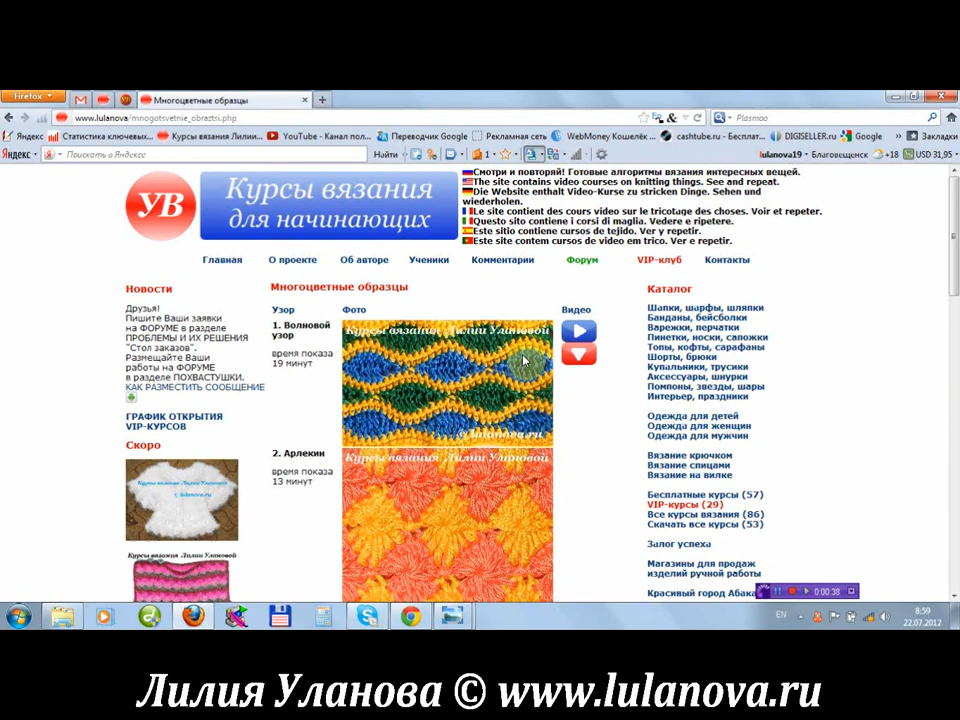 Firefox
Многоцветные образцы
www.lulanova/mnogotsvetnie_obraztsi.php
Plasmoo
Яндекс
Статистика ключевых...
Курсы вязания Лилии...
YouTube - Канал пол...
Переводчик Google
Рекламная сеть
WebMoney Кошелёк ...
cashtube.ru - Бесплат...
DIGISELLER.ru
Google
»
Закладки
Яндекс
Поискать в Яндексе
Найти
1
lulanova19
Благовещенск
+18
USD 31,95
УВ
Курсы вязания
для начинающих
Смотри и повторяй! Готовые алгоритмы вязания интересных вещей.
The site contains video courses on knitting things. See and repeat.
Die Website enthält Video-Kurse zu stricken Dinge. Sehen und
wiederholen.
Le site contient des cours video sur le tricotage des choses. Voir et repeter.
Questo sito contiene i corsi di maglia. Vedere e ripetere.
Este sitio contiene cursos de tejido. Ver y repetir.
Este site contem cursos de video em trico. Ver e repetir.
Главная
О проекте
Об авторе
Ученики
Комментарии
Форум
VIP-клуб
Контакты
Новости
Друзья!
Пишите Ваши заявки
на ФОРУМЕ в разделе
ПРОБЛЕМЫ И ИХ РЕШЕНИЯ
"Стол заказов".
Размещайте Ваши
работы на ФОРУМЕ
в разделе ПОХВАСТУШКИ.
КАК РАЗМЕСТИТЬ СООБЩЕНИЕ
ГРАФИК ОТКРЫТИЯ
VIP-КУРСОВ
Скоро
Курсы вязания Лилии Улановой
© lulanova.ru
Курсы вязания Лилии Улановой
Многоцветные образцы
Узор
Фото
Видео
1. Волновой
узор
время показа
19 минут
Курсы вязания Лилии Улановой
© lulanova.ru
2. Арлекин
время показа
13 минут
Курсы вязания Лилии Улановой
Каталог
Шапки, шарфы, шляпки
Банданы, бейсболки
Варежки, перчатки
Пинетки, носки, сапожки
Топы, кофты, сарафаны
Шорты, брюки
Купальники, трусики
Аксессуары, шнурки
Помпоны, звезды, шары
Интерьер, праздники
Одежда для детей
Одежда для женщин
Одежда для мужчин
Вязание крючком
Вязание спицами
Вязание на вилке
Бесплатные курсы (57)
VIP-курсы (29)
Все курсы вязания (86)
Скачать все курсы (53)
Залог успеха
Магазины для продаж
изделий ручной работы
Красивый город Абака
0:00:38
EN
8:59
22.07.2012
Лилия Уланова © www.lulanova.ru